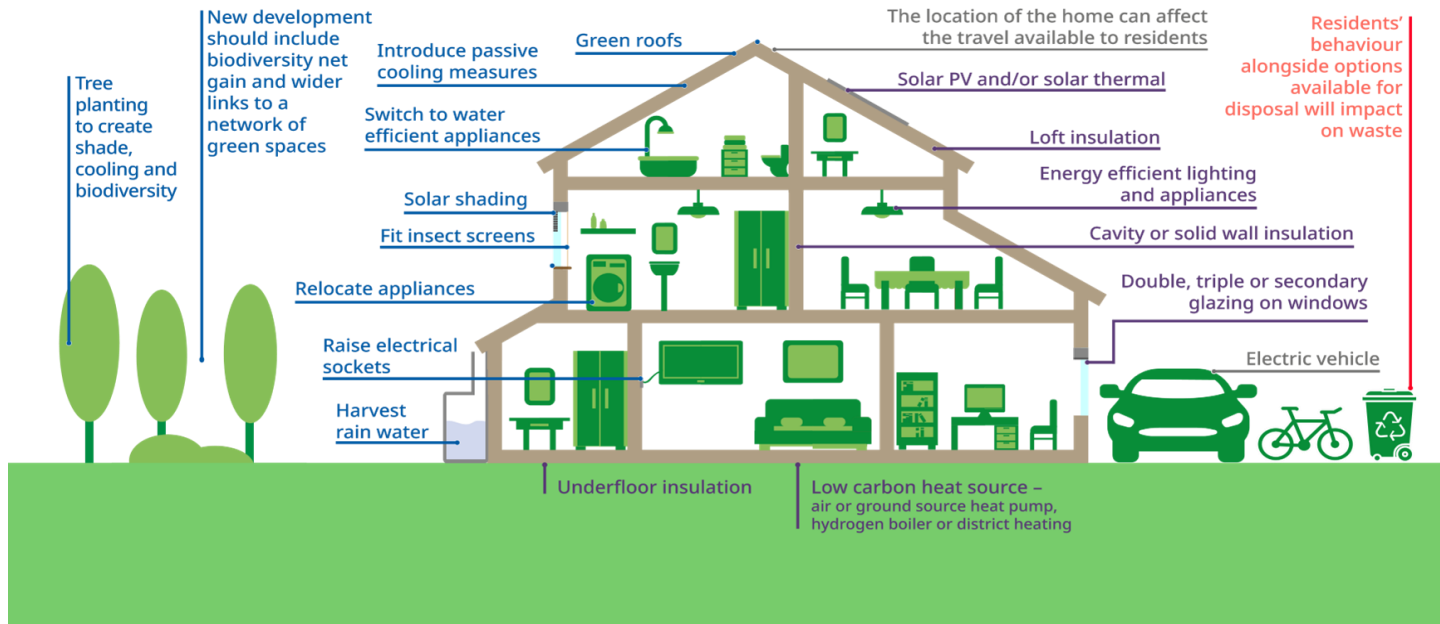 New development
should include
biodiversity net
gain and wider
links to a
network of
green spaces
Tree
planting
to create
shade,
cooling and
biodiversity
Introduce passive
cooling measures
Green roofs
Switch to water
efficient appliances
Solar shading
Fit insect screens
Relocate appliances
Raise electrical
sockets
Harvest
rain water
The location of the home can affect
the travel available to residents
Solar PV and/or solar thermal
Loft insulation
Energy efficient lighting
and appliances
Cavity or solid wall insulation
Double, triple or secondary
glazing on windows
Electric vehicle
Residents’
behaviour
alongside options
available for
disposal will impact
on waste
Underfloor insulation
Low carbon heat source –
air or ground source heat pump,
hydrogen boiler or district heating